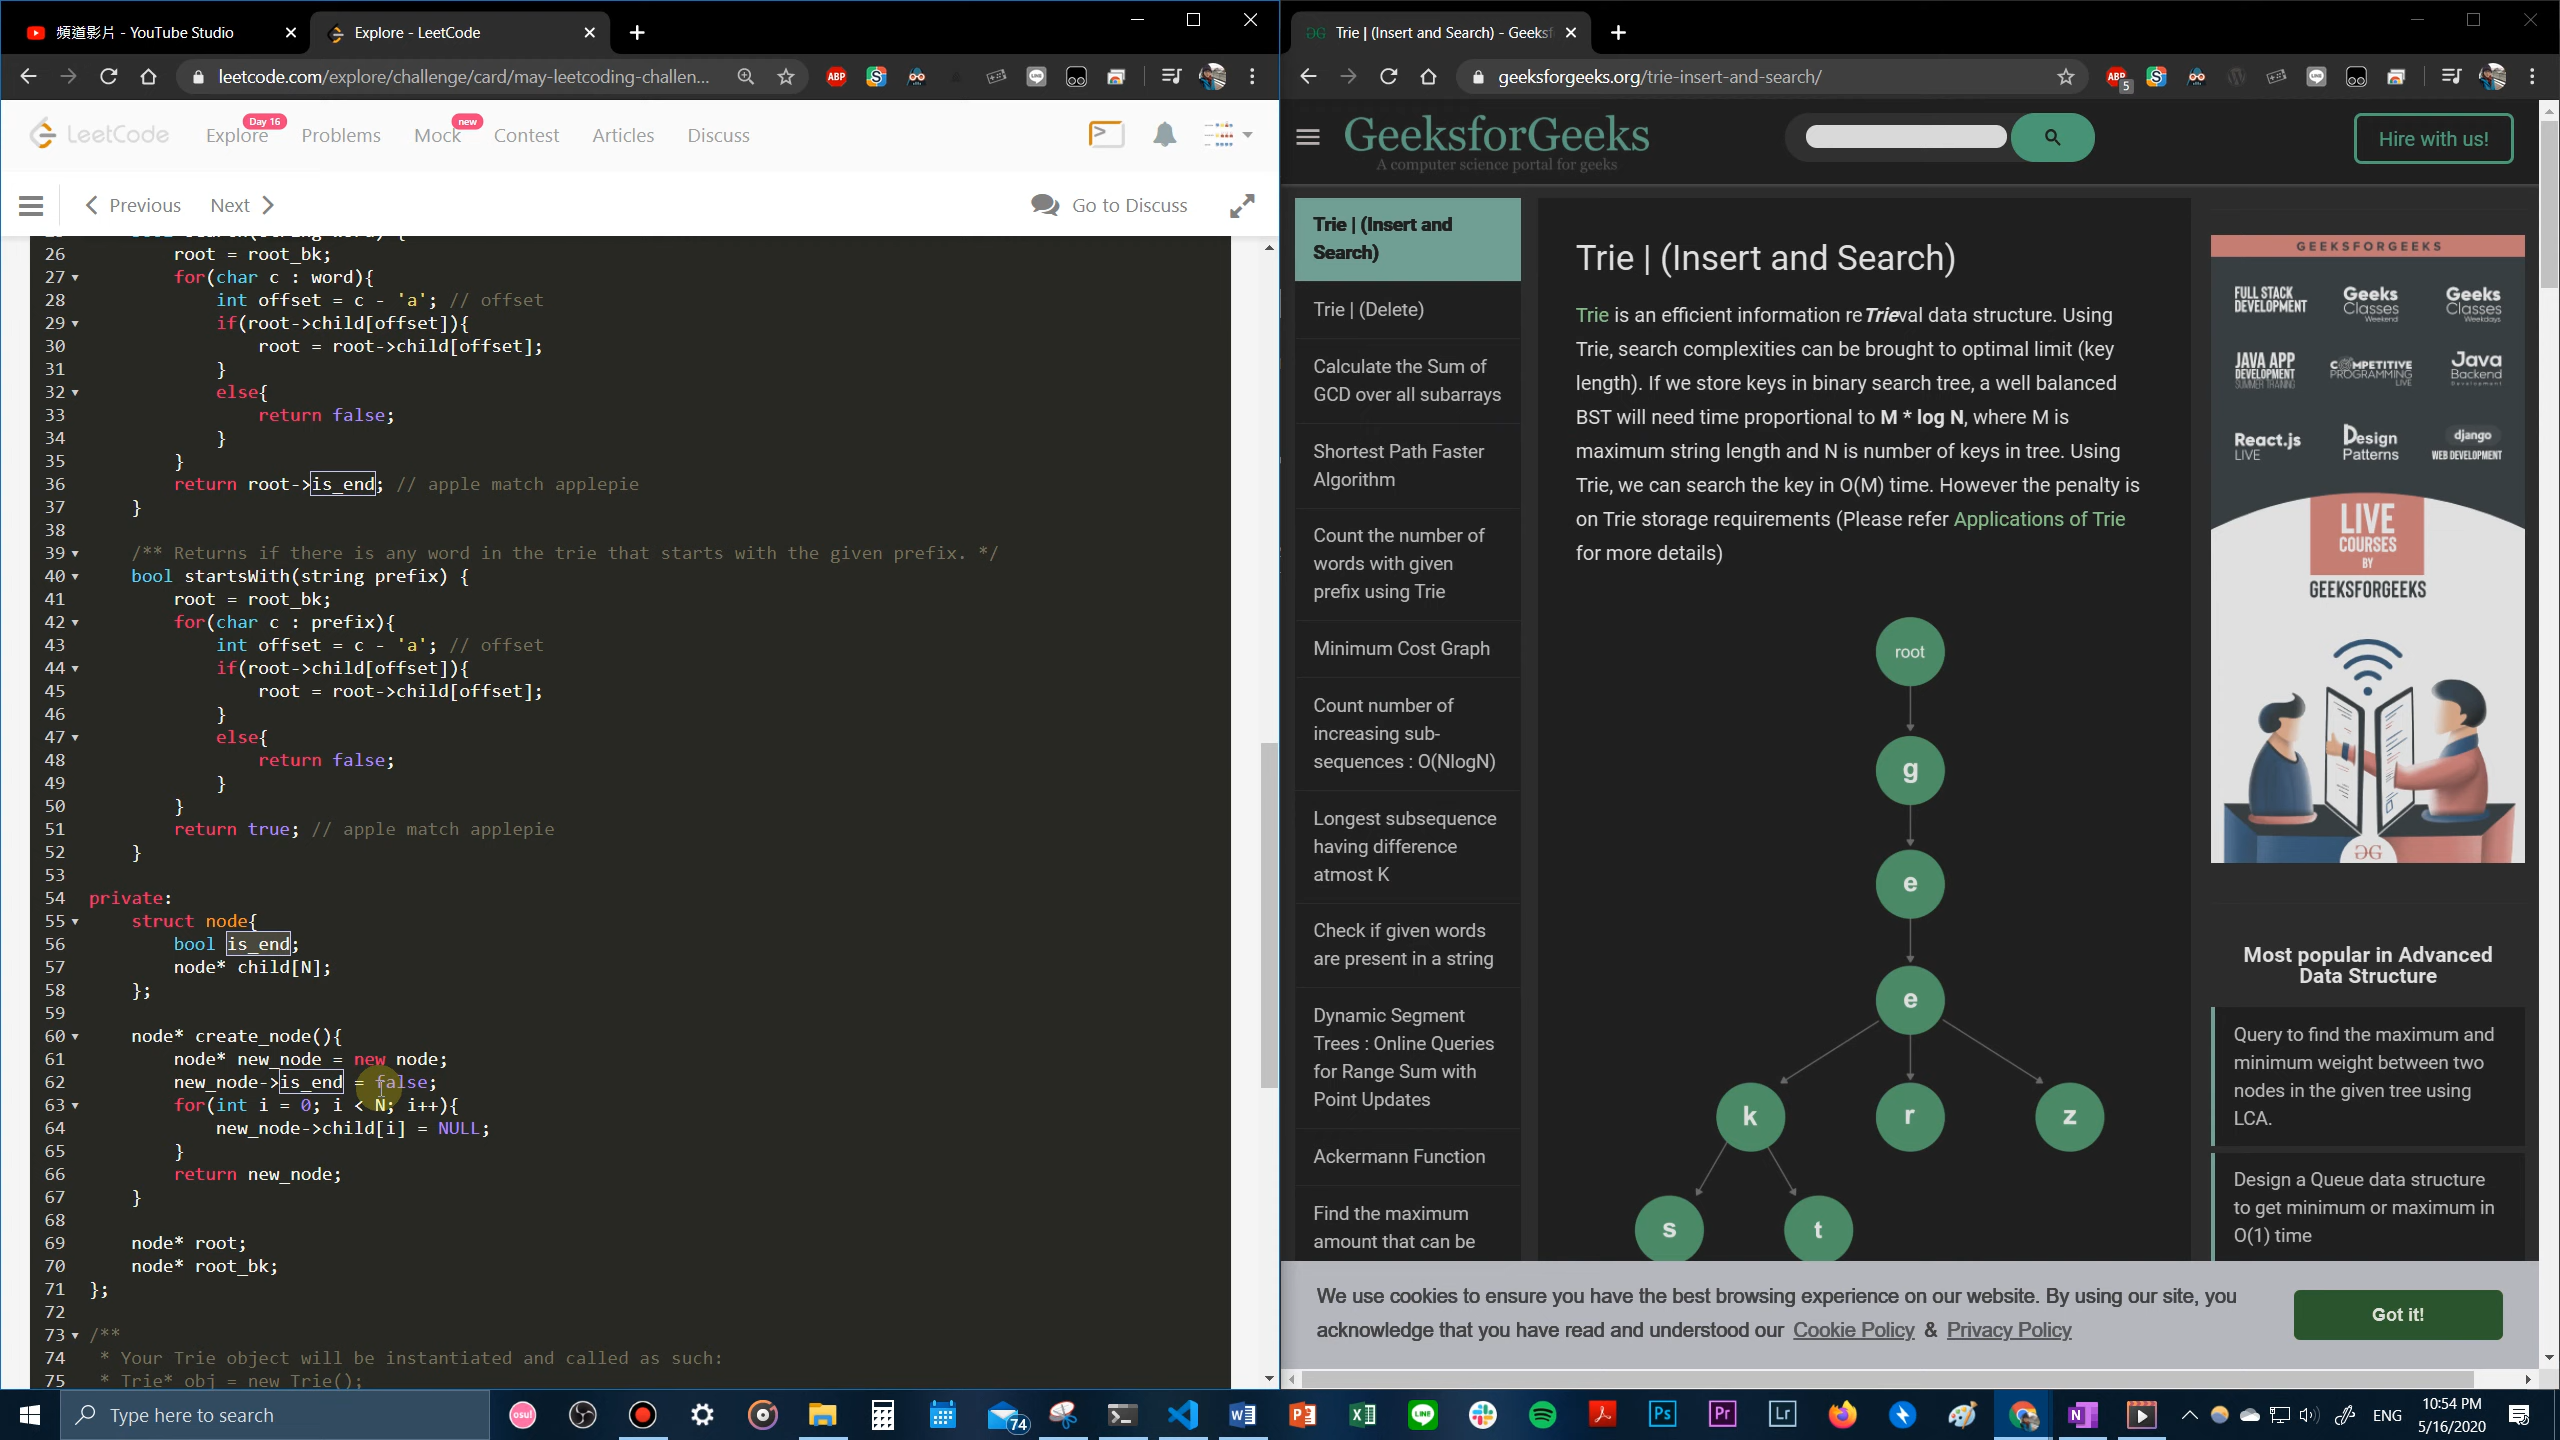 頻道影片 - YouTube Studio
Explore - LeetCode
leetcode.com/explore/challenge/card/may-leetcoding-challen...
ABP
LeetCode
Explore
Day 16
Problems
Mock
new
Contest
Articles
Discuss
Previous
Next
Go to Discuss
26 root = root_bk;
27 for(char c : word){
28 int offset = c - 'a'; // offset
29 if(root->child[offset]){
30 root = root->child[offset];
31 }
32 else{
33 return false;
34 }
35 }
36 return root->is_end; // apple match applepie
37 }
38
39 /** Returns if there is any word in the trie that starts with the given prefix. */
40 bool startsWith(string prefix) {
41 root = root_bk;
42 for(char c : prefix){
43 int offset = c - 'a'; // offset
44 if(root->child[offset]){
45 root = root->child[offset];
46 }
47 else{
48 return false;
49 }
50 }
51 return true; // apple match applepie
52 }
53
54 private:
55 struct node{
56 bool is_end;
57 node* child[N];
58 };
59
60 node* create_node(){
61 node* new_node = new node;
62 new_node->is_end = false;
63 for(int i = 0; i < N; i++){
64 new_node->child[i] = NULL;
65 }
66 return new_node;
67 }
68
69 node* root;
70 node* root_bk;
71 };
72
73 /**
74 * Your Trie object will be instantiated and called as such:
75 * Trie* obj = new Trie();
Trie | (Insert and Search) - Geeksf
geeksforgeeks.org/trie-insert-and-search/
ABP
5
GeeksforGeeks
A computer science portal for geeks
Hire with us!
Trie | (Insert and
Search)
Trie | (Delete)
Calculate the Sum of
GCD over all subarrays
Shortest Path Faster
Algorithm
Count the number of
words with given
prefix using Trie
Minimum Cost Graph
Count number of
increasing sub-
sequences : O(NlogN)
Longest subsequence
having difference
atmost K
Check if given words
are present in a string
Dynamic Segment
Trees : Online Queries
for Range Sum with
Point Updates
Ackermann Function
Find the maximum
amount that can be
Trie | (Insert and Search)
Trie is an efficient information reTrieval data structure. Using
Trie, search complexities can be brought to optimal limit (key
length). If we store keys in binary search tree, a well balanced
BST will need time proportional to M * log N, where M is
maximum string length and N is number of keys in tree. Using
Trie, we can search the key in O(M) time. However the penalty is
on Trie storage requirements (Please refer Applications of Trie
for more details)
root
g
e
e
k
r
z
s
t
GEEKSFORGEEKS
FULL STACK
DEVELOPMENT
Geeks
Classes
Weekend
Geeks
Classes
Weekdays
JAVA APP
DEVELOPMENT
SUMMER TRAINING
COMPETITIVE
PROGRAMMING
LIVE
Java
Backend
Development
React.js
LIVE
Design
Patterns
django
WEB DEVELOPMENT
LIVE
COURSES
BY
GEEKSFORGEEKS
Most popular in Advanced
Data Structure
Query to find the maximum and
minimum weight between two
nodes in the given tree using
LCA.
Design a Queue data structure
to get minimum or maximum in
O(1) time
We use cookies to ensure you have the best browsing experience on our website. By using our site, you
acknowledge that you have read and understood our Cookie Policy & Privacy Policy
Got it!
Type here to search
osu!
74
LINE
Ps
Pr
Lr
ENG
10:54 PM
5/16/2020